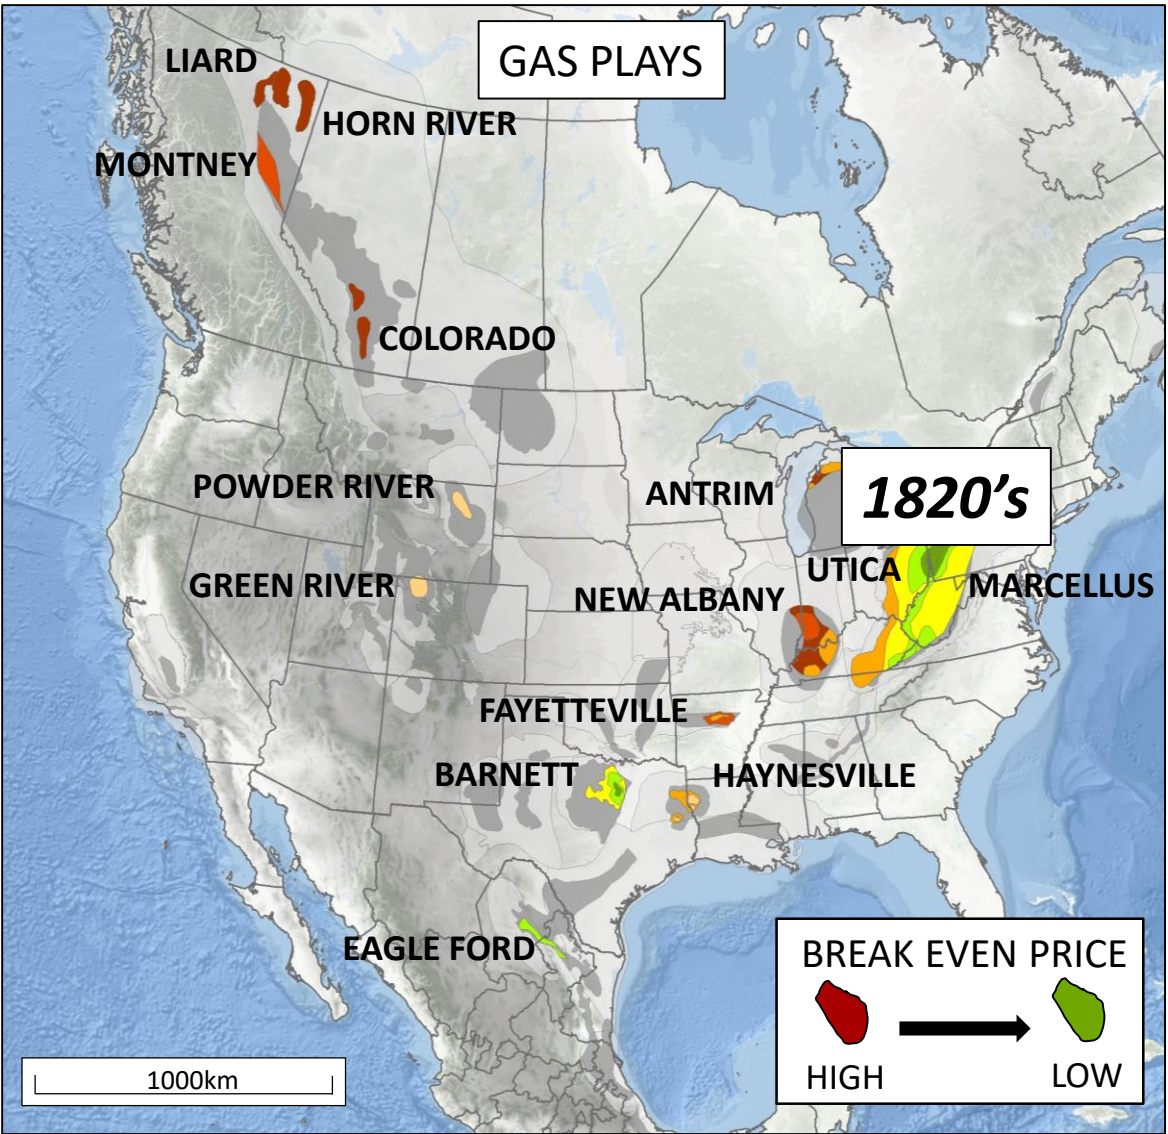 GAS PLAYS
LIARD
HORN RIVER
MONTNEY
COLORADO
POWDER RIVER
ANTRIM
1820’s
UTICA
GREEN RIVER
NEW ALBANY
MARCELLUS
FAYETTEVILLE
BARNETT
HAYNESVILLE
EAGLE FORD
BREAK EVEN PRICE
HIGH
LOW
1000km